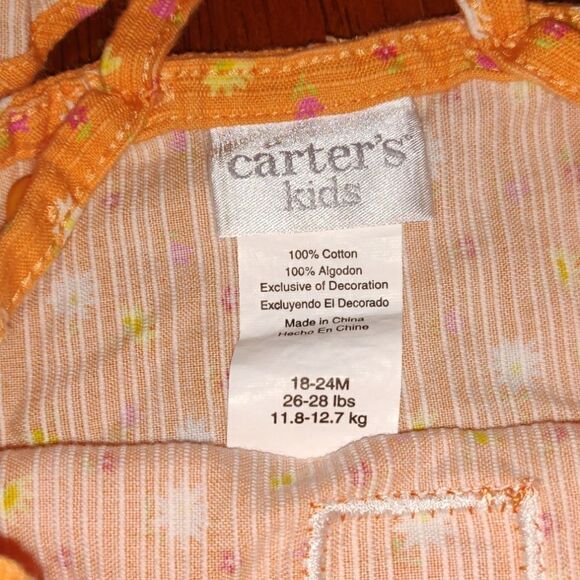 carter's
kids
100% Cotton
100% Algodon
Exclusive of Decoration
Excluyendo El Decorado
Made in China
Hecho En Chine
18-24M
26-28 lbs
11.8-12.7 kg